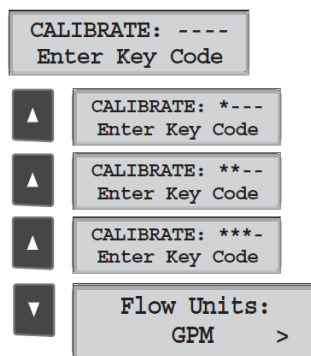 CALIBRATE: ----
Enter Key Code
CALIBRATE: *---
Enter Key Code
CALIBRATE: **--
Enter Key Code
CALIBRATE: ***-
Enter Key Code
Flow Units:
GPM >